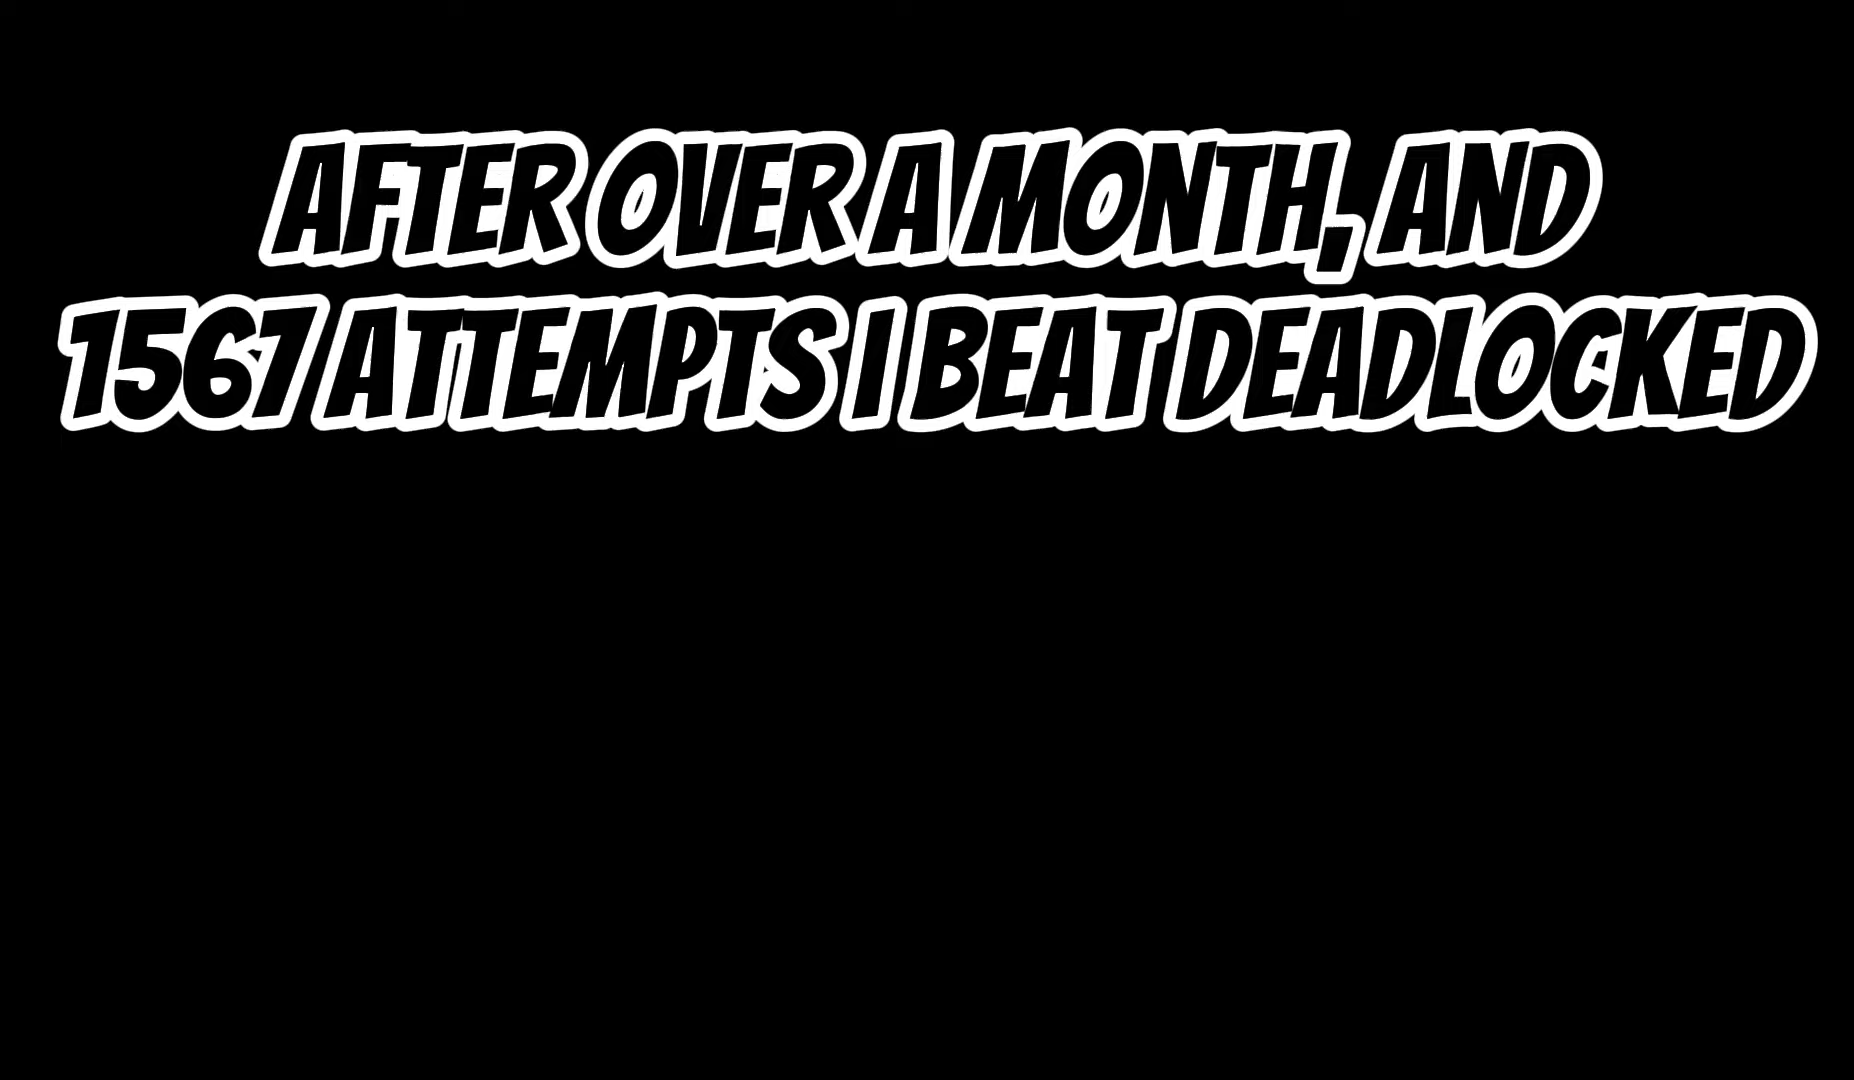 AFTER OVER A MONTH, AND
1567 ATTEMPTS I BEAT DEADLOCKED